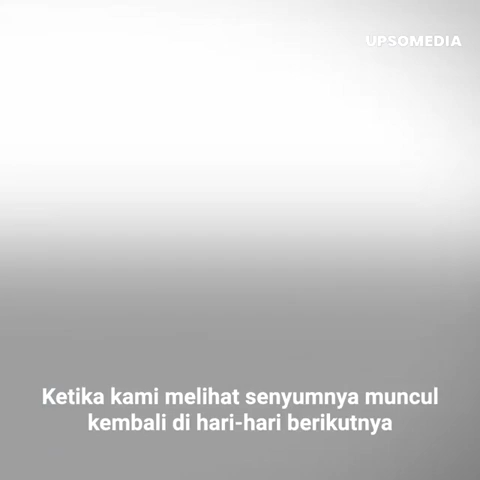 UPSOMEDIA
Ketika kami melihat senyumnya muncul
kembali di hari-hari berikutnya